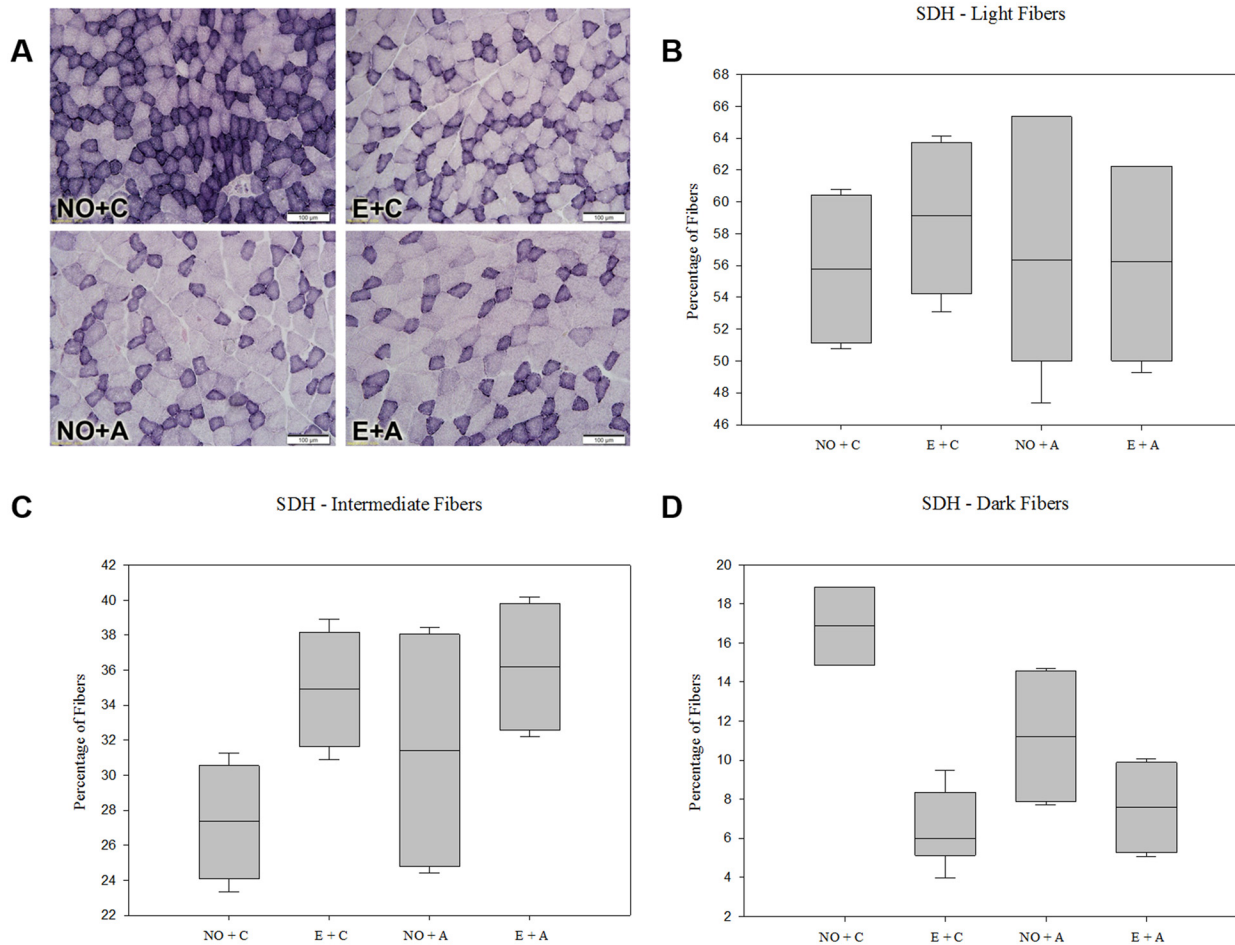 A
NO+C
100 µm
E+C
100 µm
NO+A
100 µm
E+A
100 µm
B
SDH - Light Fibers
Percentage of Fibers
68
66
64
62
60
58
56
54
52
50
48
46
NO + C
E + C
NO + A
E + A
C
SDH - Intermediate Fibers
Percentage of Fibers
42
40
38
36
34
32
30
28
26
24
22
NO + C
E + C
NO + A
E + A
D
SDH - Dark Fibers
Percentage of Fibers
20
18
16
14
12
10
8
6
4
2
NO + C
E + C
NO + A
E + A